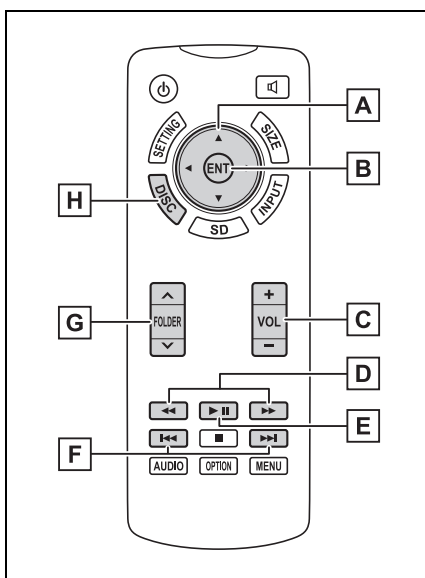 A
SETTING
SIZE
ENT
B
H
DISC
INPUT
SD
G
FOLDER
+
VOL
−
C
D
E
F
AUDIO
OPTION
MENU